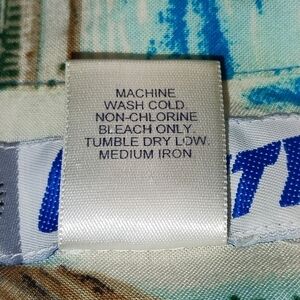 MACHINE
WASH COLD.
NON-CHLORINE
BLEACH ONLY.
TUMBLE DRY LOW.
MEDIUM IRON